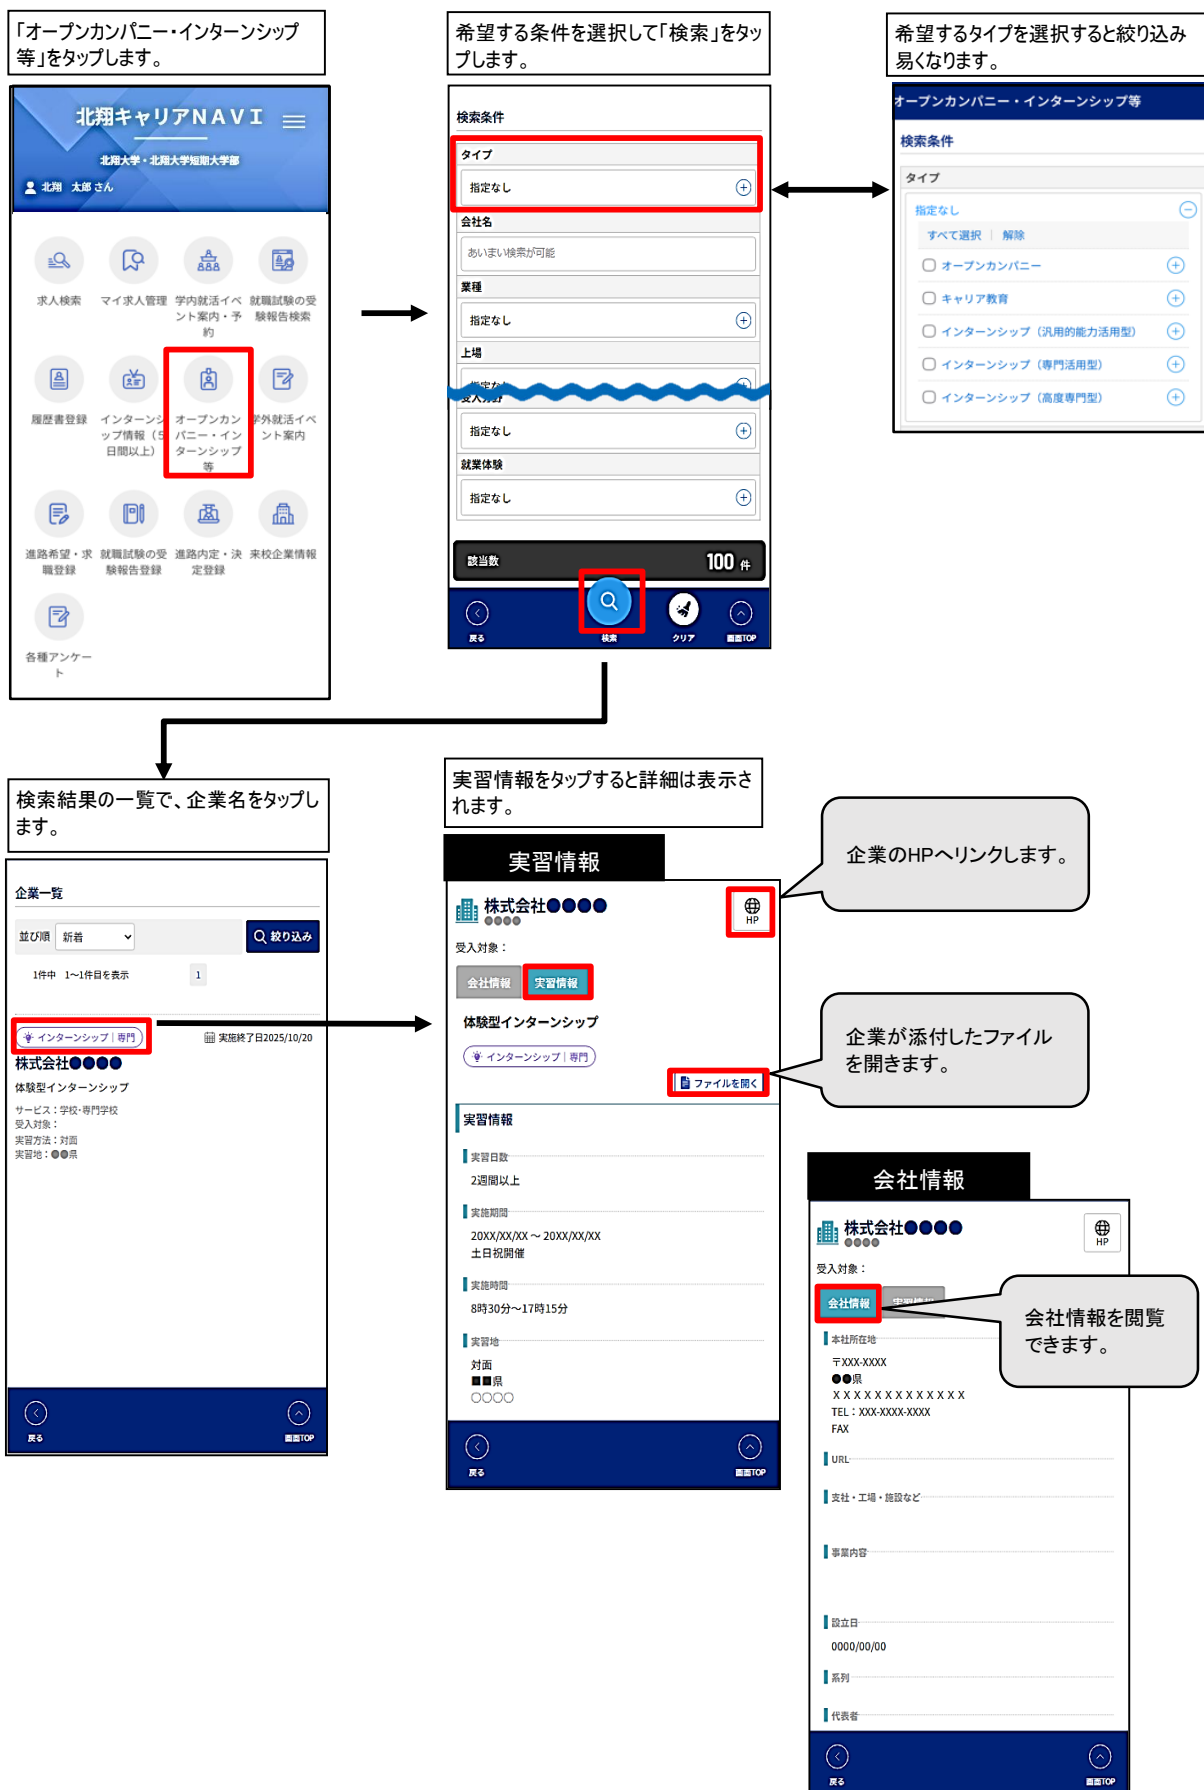 「オープンカンパニー・インターンシップ
等」をタップします。
北翔キャリアNAVI
北翔大学・北翔大学短期大学部
北翔　太郎 さん
求人検索
マイ求人管理
学内就活イベ
ント案内・予
約
就職試験の受
験報告検索
履歴書登録
インターンシ
ップ情報（5
日間以上）
オープンカン
パニー・イン
ターンシップ
等
学外就活イベ
ント案内
進路希望・求
職登録
就職試験の受
験報告登録
進路内定・決
定登録
来校企業情報
各種アンケー
ト
希望する条件を選択して「検索」をタッ
プします。
検索条件
タイプ
指定なし
会社名
あいまい検索が可能
業種
指定なし
上場
指定なし
受入分野
指定なし
就業体験
指定なし
該当数
100 件
戻る
検索
クリア
画面TOP
希望するタイプを選択すると絞り込み
易くなります。
オープンカンパニー・インターンシップ等
検索条件
タイプ
指定なし
すべて選択 | 解除
オープンカンパニー
キャリア教育
インターンシップ（汎用的能力活用型）
インターンシップ（専門活用型）
インターンシップ（高度専門型）
検索結果の一覧で、企業名をタップし
ます。
企業一覧
並び順 新着
絞り込み
1件中　1～1件目を表示
1
インターンシップ | 専門
実施終了日2025/10/20
株式会社●●●●
体験型インターンシップ
サービス：学校・専門学校
受入対象：
実習方法：対面
実習地：●●県
戻る
画面TOP
実習情報をタップすると詳細は表示さ
れます。
実習情報
株式会社●●●●
●●●●
HP
受入対象：
会社情報
実習情報
体験型インターンシップ
インターンシップ | 専門
ファイルを開く
実習情報
実習日数
2週間以上
実施期間
20XX/XX/XX ～ 20XX/XX/XX
土日祝開催
実施時間
8時30分～17時15分
実習地
対面
■■県
○○○○
戻る
画面TOP
企業のHPへリンクします。
企業が添付したファイル
を開きます。
会社情報
株式会社●●●●
●●●●
HP
受入対象：
会社情報
実習情報
会社情報を閲覧
できます。
本社所在地
〒XXX-XXXX
●●県
ＸＸＸＸＸＸＸＸＸＸＸＸＸ
TEL：XXX-XXXX-XXXX
FAX
URL
支社・工場・施設など
事業内容
設立日
0000/00/00
系列
代表者
戻る
画面TOP